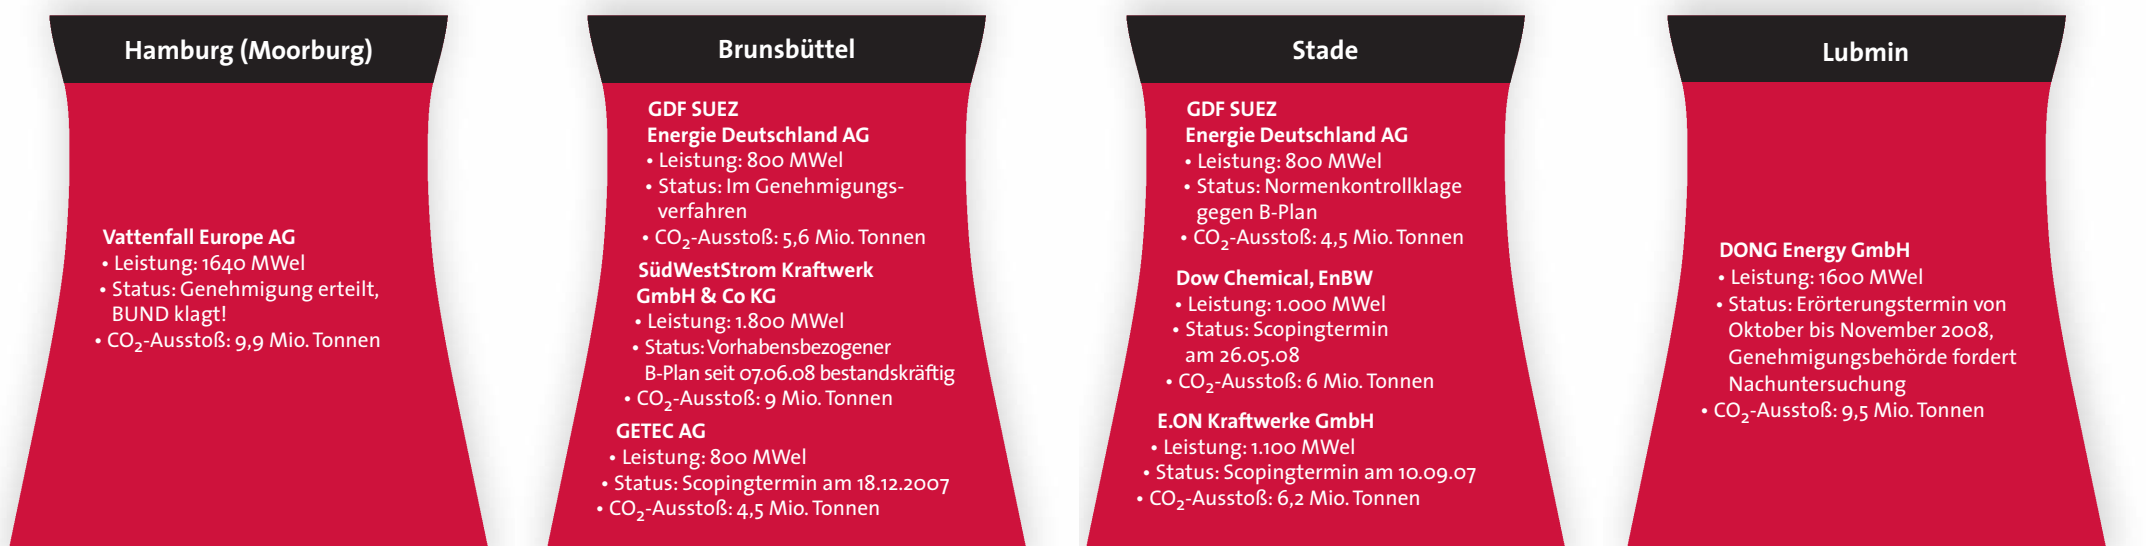 Hamburg (Moorburg)
Vattenfall Europe AG
• Leistung: 1640 MWel
• Status: Genehmigung erteilt,
BUND klagt!
• CO₂-Ausstoß: 9,9 Mio. Tonnen
Brunsbüttel
GDF SUEZ
Energie Deutschland AG
• Leistung: 800 MWel
• Status: Im Genehmigungs-
verfahren
• CO₂-Ausstoß: 5,6 Mio. Tonnen
SüdWestStrom Kraftwerk
GmbH & Co KG
• Leistung: 1.800 MWel
• Status: Vorhabensbezogener
B-Plan seit 07.06.08 bestandskräftig
• CO₂-Ausstoß: 9 Mio. Tonnen
GETEC AG
• Leistung: 800 MWel
• Status: Scopingtermin am 18.12.2007
• CO₂-Ausstoß: 4,5 Mio. Tonnen
Stade
GDF SUEZ
Energie Deutschland AG
• Leistung: 800 MWel
• Status: Normenkontrollklage
gegen B-Plan
• CO₂-Ausstoß: 4,5 Mio. Tonnen
Dow Chemical, EnBW
• Leistung: 1.000 MWel
• Status: Scopingtermin
am 26.05.08
• CO₂-Ausstoß: 6 Mio. Tonnen
E.ON Kraftwerke GmbH
• Leistung: 1.100 MWel
• Status: Scopingtermin am 10.09.07
• CO₂-Ausstoß: 6,2 Mio. Tonnen
Lubmin
DONG Energy GmbH
• Leistung: 1600 MWel
• Status: Erörterungstermin von
Oktober bis November 2008,
Genehmigungsbehörde fordert
Nachuntersuchung
• CO₂-Ausstoß: 9,5 Mio. Tonnen